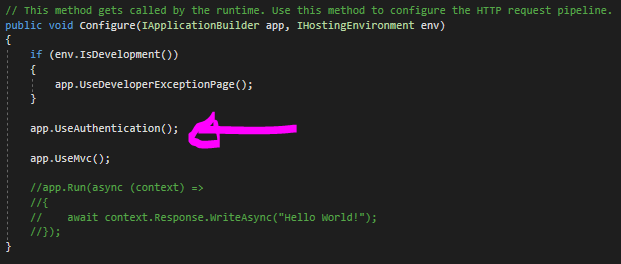 // This method gets called by the runtime. Use this method to configure the HTTP request pipeline.
public void Configure(IApplicationBuilder app, IHostingEnvironment env)
{
    if (env.IsDevelopment())
    {
        app.UseDeveloperExceptionPage();
    }
    app.UseAuthentication();
    app.UseMvc();
    //app.Run(async (context) =>
    //{
    //    await context.Response.WriteAsync("Hello World!");
    //});
}